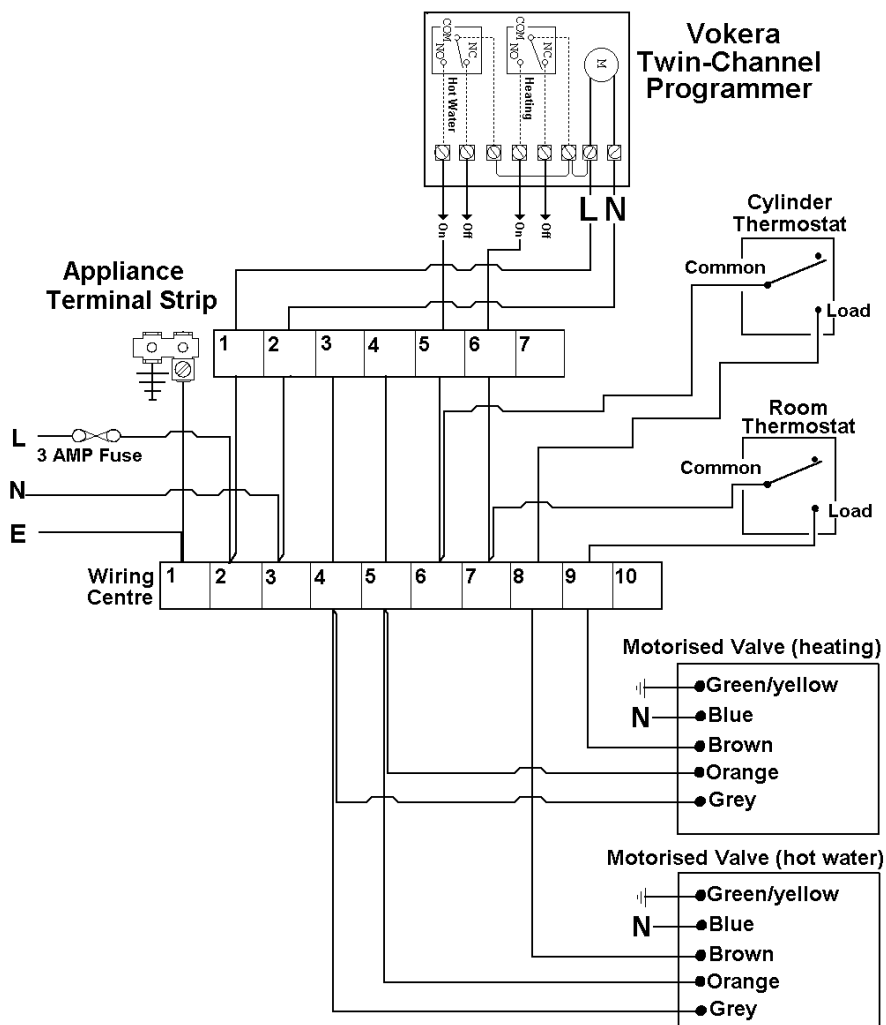 Vokera
Twin-Channel
Programmer
COM
NO
NC
Hot Water
COM
NO
NC
Heating
M
On
Off
On
Off
L N
Cylinder
Thermostat
Common
Load
Appliance
Terminal Strip
1 2 3 4 5 6 7
Room
Thermostat
Common
Load
L
3 AMP Fuse
N
E
Wiring
Centre
1 2 3 4 5 6 7 8 9 10
Motorised Valve (heating)
Green/yellow
N Blue
Brown
Orange
Grey
Motorised Valve (hot water)
Green/yellow
N Blue
Brown
Orange
Grey